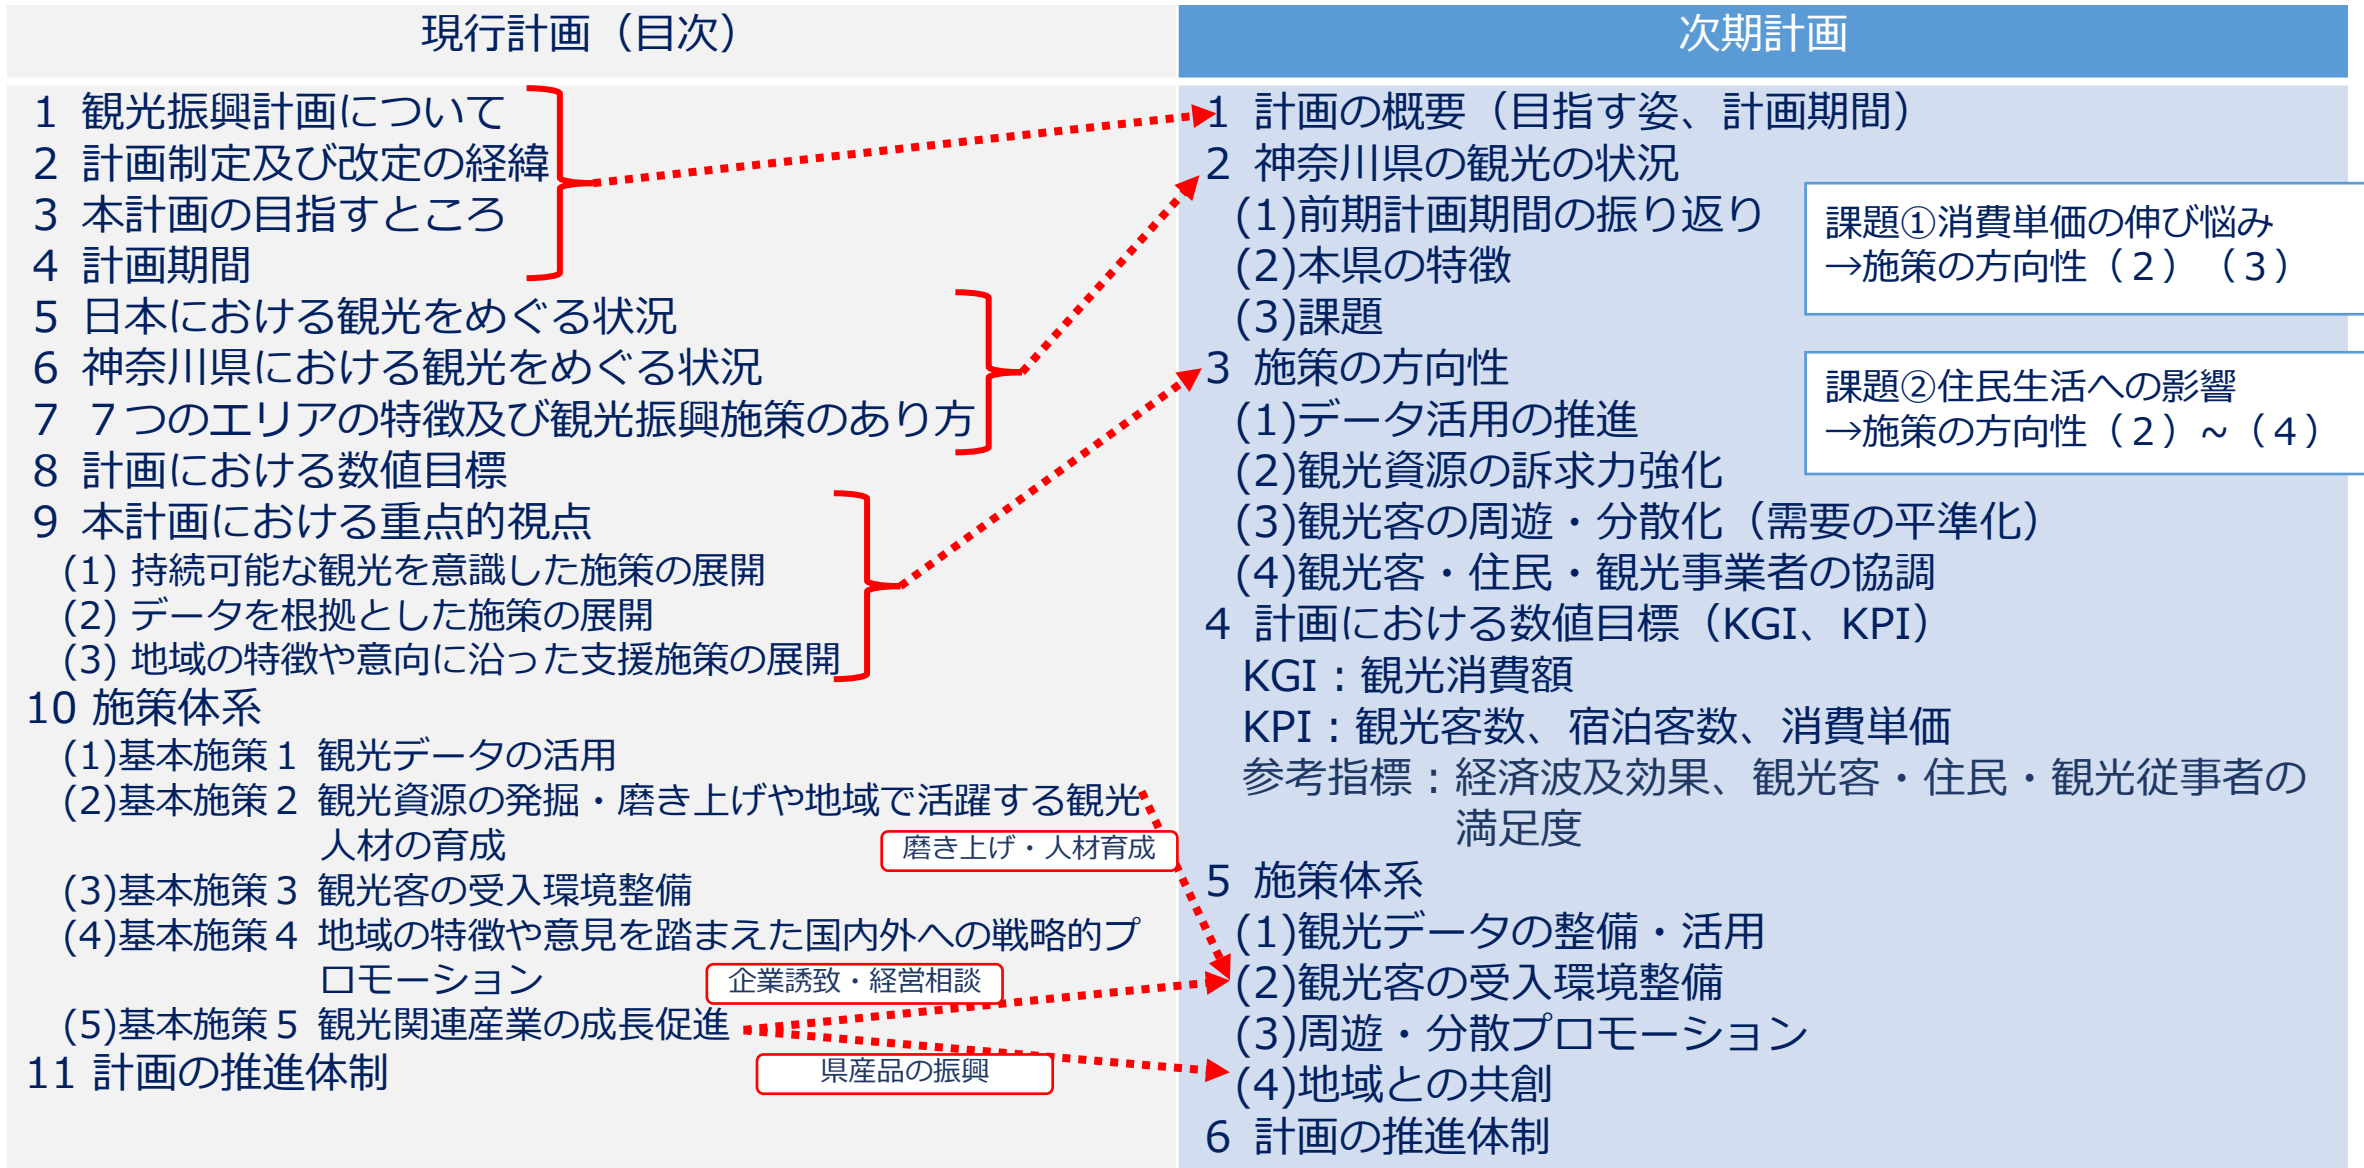 現行計画（目次）
１ 観光振興計画について
２ 計画制定及び改定の経緯
３ 本計画の目指すところ
４ 計画期間
５ 日本における観光をめぐる状況
６ 神奈川県における観光をめぐる状況
７ ７つのエリアの特徴及び観光振興施策のあり方
８ 計画における数値目標
９ 本計画における重点的視点
(1) 持続可能な観光を意識した施策の展開
(2) データを根拠とした施策の展開
(3) 地域の特徴や意向に沿った支援施策の展開
10 施策体系
(1)基本施策１ 観光データの活用
(2)基本施策２ 観光資源の発掘・磨き上げや地域で活躍する観光
人材の育成
磨き上げ・人材育成
(3)基本施策３ 観光客の受入環境整備
(4)基本施策４ 地域の特徴や意見を踏まえた国内外への戦略的プ
ロモーション
企業誘致・経営相談
(5)基本施策５ 観光関連産業の成長促進
県産品の振興
11 計画の推進体制
次期計画
１ 計画の概要（目指す姿、計画期間）
２ 神奈川県の観光の状況
(1)前期計画期間の振り返り
(2)本県の特徴
(3)課題
課題①消費単価の伸び悩み
→施策の方向性（２）（３）
３ 施策の方向性
(1)データ活用の推進
(2)観光資源の訴求力強化
(3)観光客の周遊・分散化（需要の平準化）
(4)観光客・住民・観光事業者の協調
課題②住民生活への影響
→施策の方向性（２）~（４）
４ 計画における数値目標（KGI、KPI）
KGI：観光消費額
KPI：観光客数、宿泊客数、消費単価
参考指標：経済波及効果、観光客・住民・観光従事者の
満足度
５ 施策体系
(1)観光データの整備・活用
(2)観光客の受入環境整備
(3)周遊・分散プロモーション
(4)地域との共創
６ 計画の推進体制